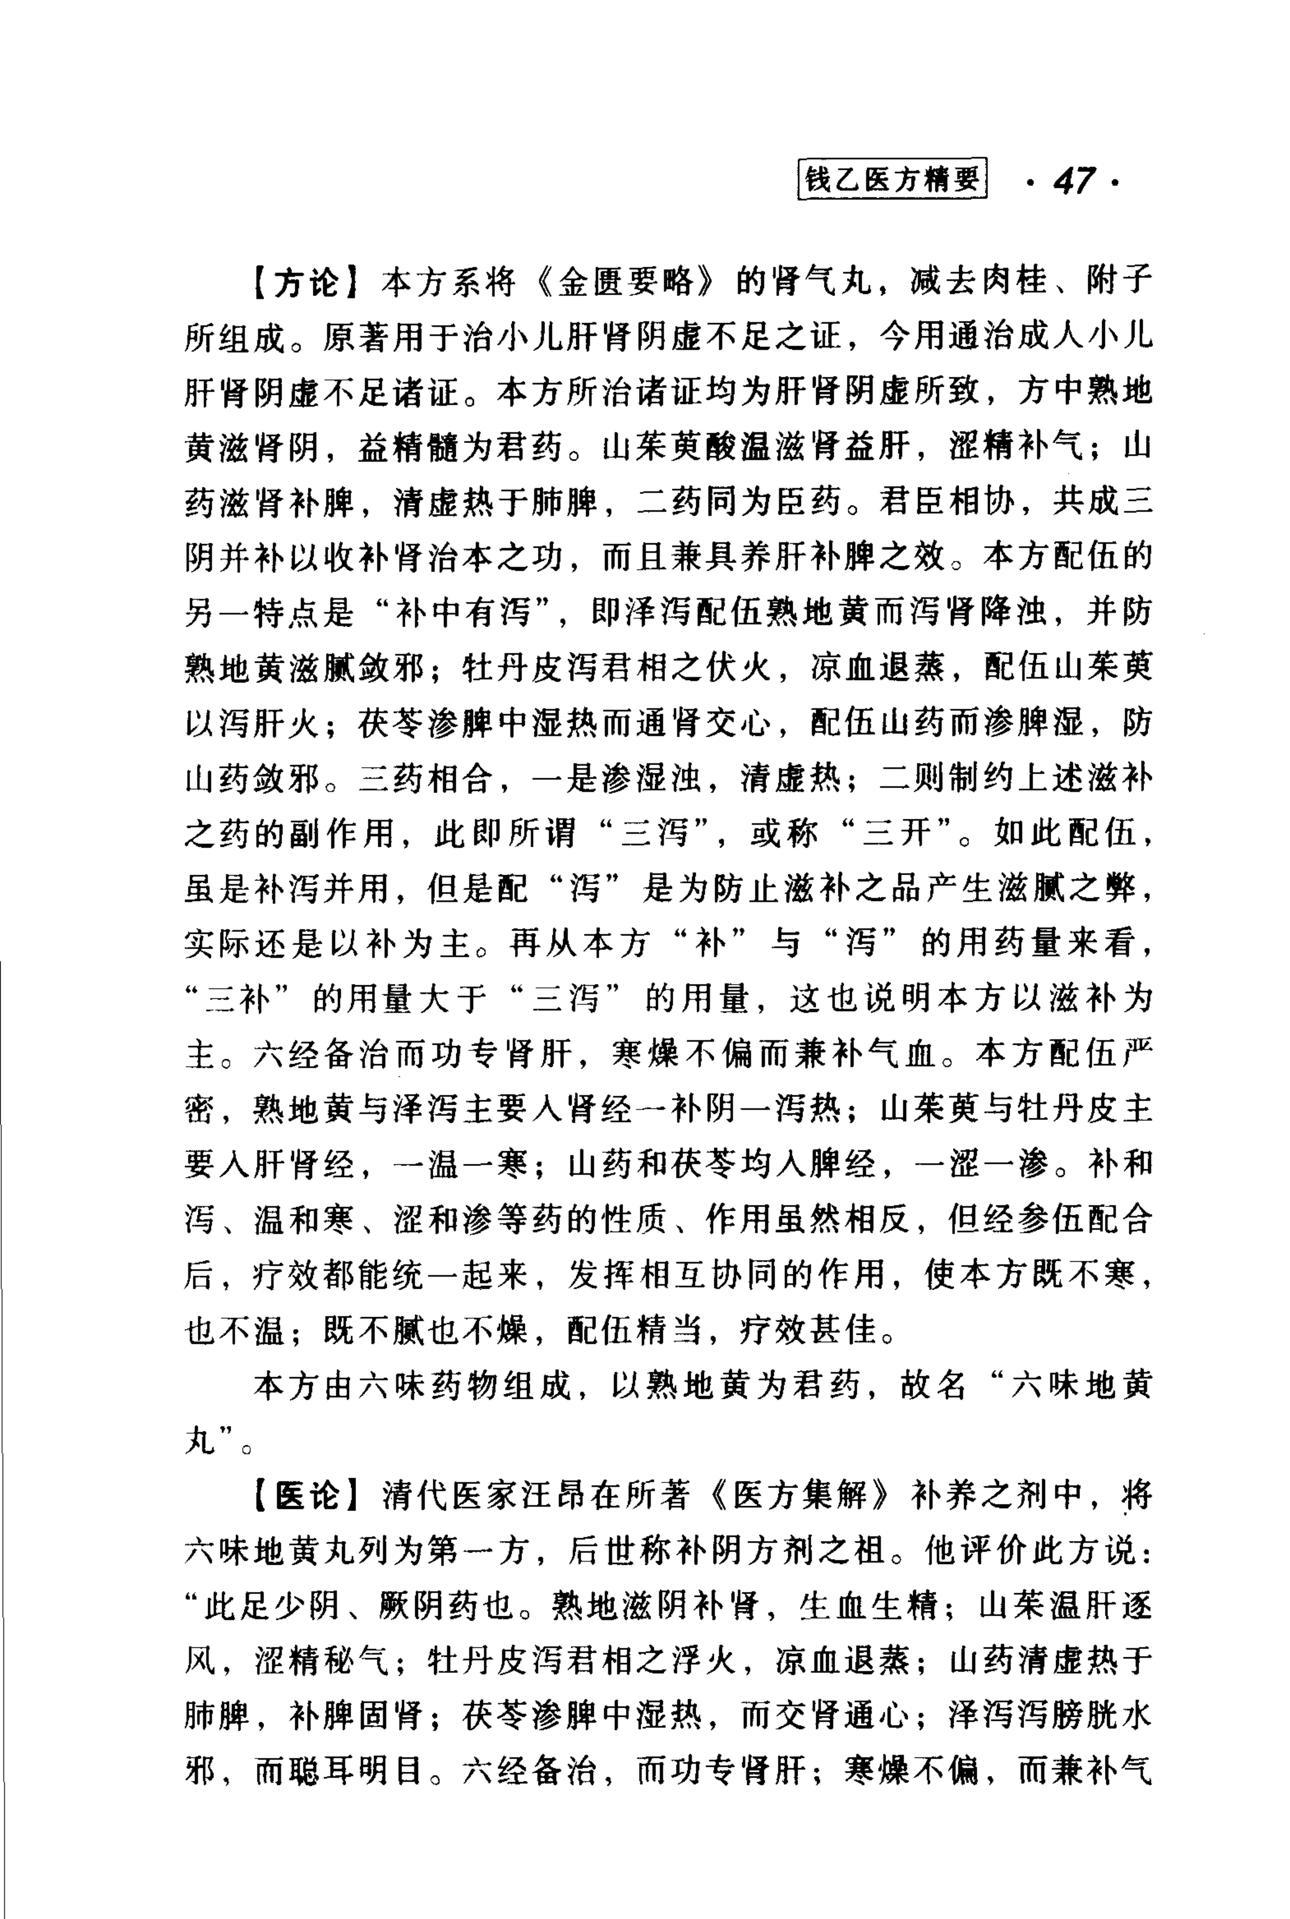 钱乙医方精要 · 47 ·
【方论】本方系将《金匮要略》的肾气丸，减去肉桂、附子
所组成。原著用于治小儿肝肾阴虚不足之证，今用通治成人小儿
肝肾阴虚不足诸证。本方所治诸证均为肝肾阴虚所致，方中熟地
黄滋肾阴，益精髓为君药。山茱萸酸温滋肾益肝，涩精补气；山
药滋肾补脾，清虚热于肺脾，二药同为臣药。君臣相协，共成三
阴并补以收补肾治本之功，而且兼具养肝补脾之效。本方配伍的
另一特点是“补中有泻”，即泽泻配伍熟地黄而泻肾降浊，并防
熟地黄滋腻敛邪；牡丹皮泻君相之伏火，凉血退蒸，配伍山茱萸
以泻肝火；茯苓渗脾中湿热而通肾交心，配伍山药而渗脾湿，防
山药敛邪。三药相合，一是渗湿浊，清虚热；二则制约上述滋补
之药的副作用，此即所谓“三泻”，或称“三开”。如此配伍，
虽是补泻并用，但是配“泻”是为防止滋补之品产生滋腻之弊，
实际还是以补为主。再从本方“补”与“泻”的用药量来看，
“三补”的用量大于“三泻”的用量，这也说明本方以滋补为
主。六经备治而功专肾肝，寒燥不偏而兼补气血。本方配伍严
密，熟地黄与泽泻主要入肾经一补阴一泻热；山茱萸与牡丹皮主
要入肝肾经，一温一寒；山药和茯苓均入脾经，一涩一渗。补和
泻、温和寒、涩和渗等药的性质、作用虽然相反，但经参伍配合
后，疗效都能统一起来，发挥相互协同的作用，使本方既不寒，
也不温；既不腻也不燥，配伍精当，疗效甚佳。
本方由六味药物组成，以熟地黄为君药，故名“六味地黄
丸”。
【医论】清代医家汪昂在所著《医方集解》补养之剂中，将
六味地黄丸列为第一方，后世称补阴方剂之祖。他评价此方说：
“此足少阴、厥阴药也。熟地滋阴补肾，生血生精；山茱温肝逐
风，涩精秘气；牡丹皮泻君相之浮火，凉血退蒸；山药清虚热于
肺脾，补脾固肾；茯苓渗脾中湿热，而交肾通心；泽泻泻膀胱水
邪，而聪耳明目。六经备治，而功专肾肝；寒燥不偏，而兼补气